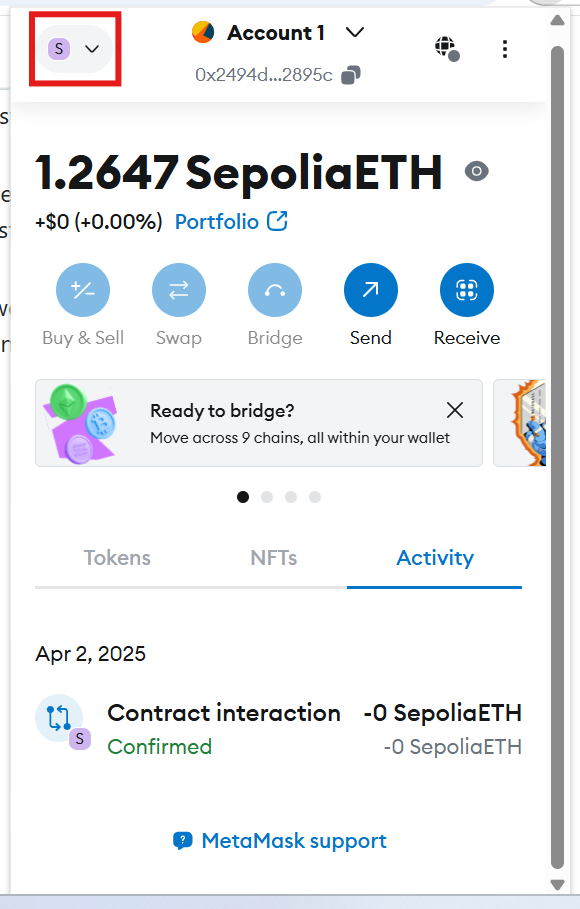 S
Account 1
0x2494d...2895c
1.2647 SepoliaETH
+$0 (+0.00%) Portfolio
Buy & Sell Swap Bridge Send Receive
Ready to bridge?
Move across 9 chains, all within your wallet
Tokens NFTs Activity
Apr 2, 2025
Contract interaction -0 SepoliaETH
S
Confirmed -0 SepoliaETH
MetaMask support